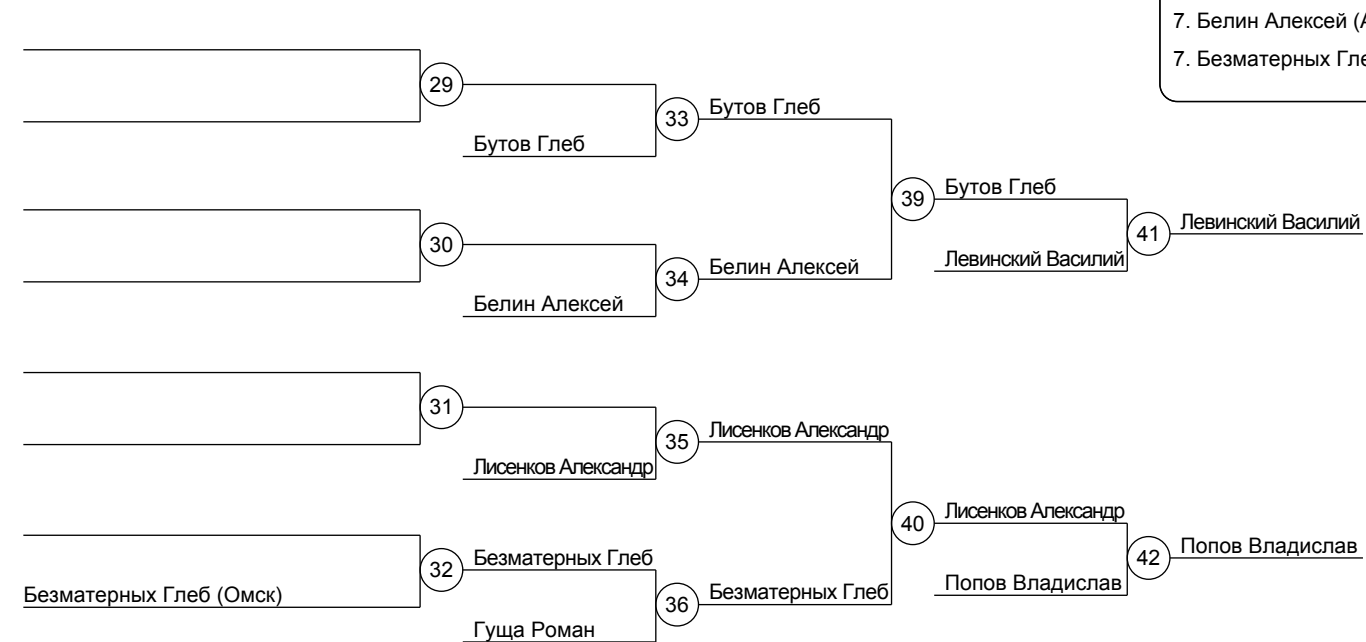 7. Белин Алексей (
7. Безматерных
29
Бутов Глеб
33
Бутов Глеб
39
Бутов Глеб
41
Левинский Василий
30
Левинский Василий
34
Белин Алексей
Белин Алексей
31
35
Лисенков Александр
Лисенков Александр
40
Лисенков Александр
42
Попов Владислав
32
Безматерных Глеб
Безматерных Глеб (Омск)
36
Безматерных Глеб
Попов Владислав
Гуща Роман